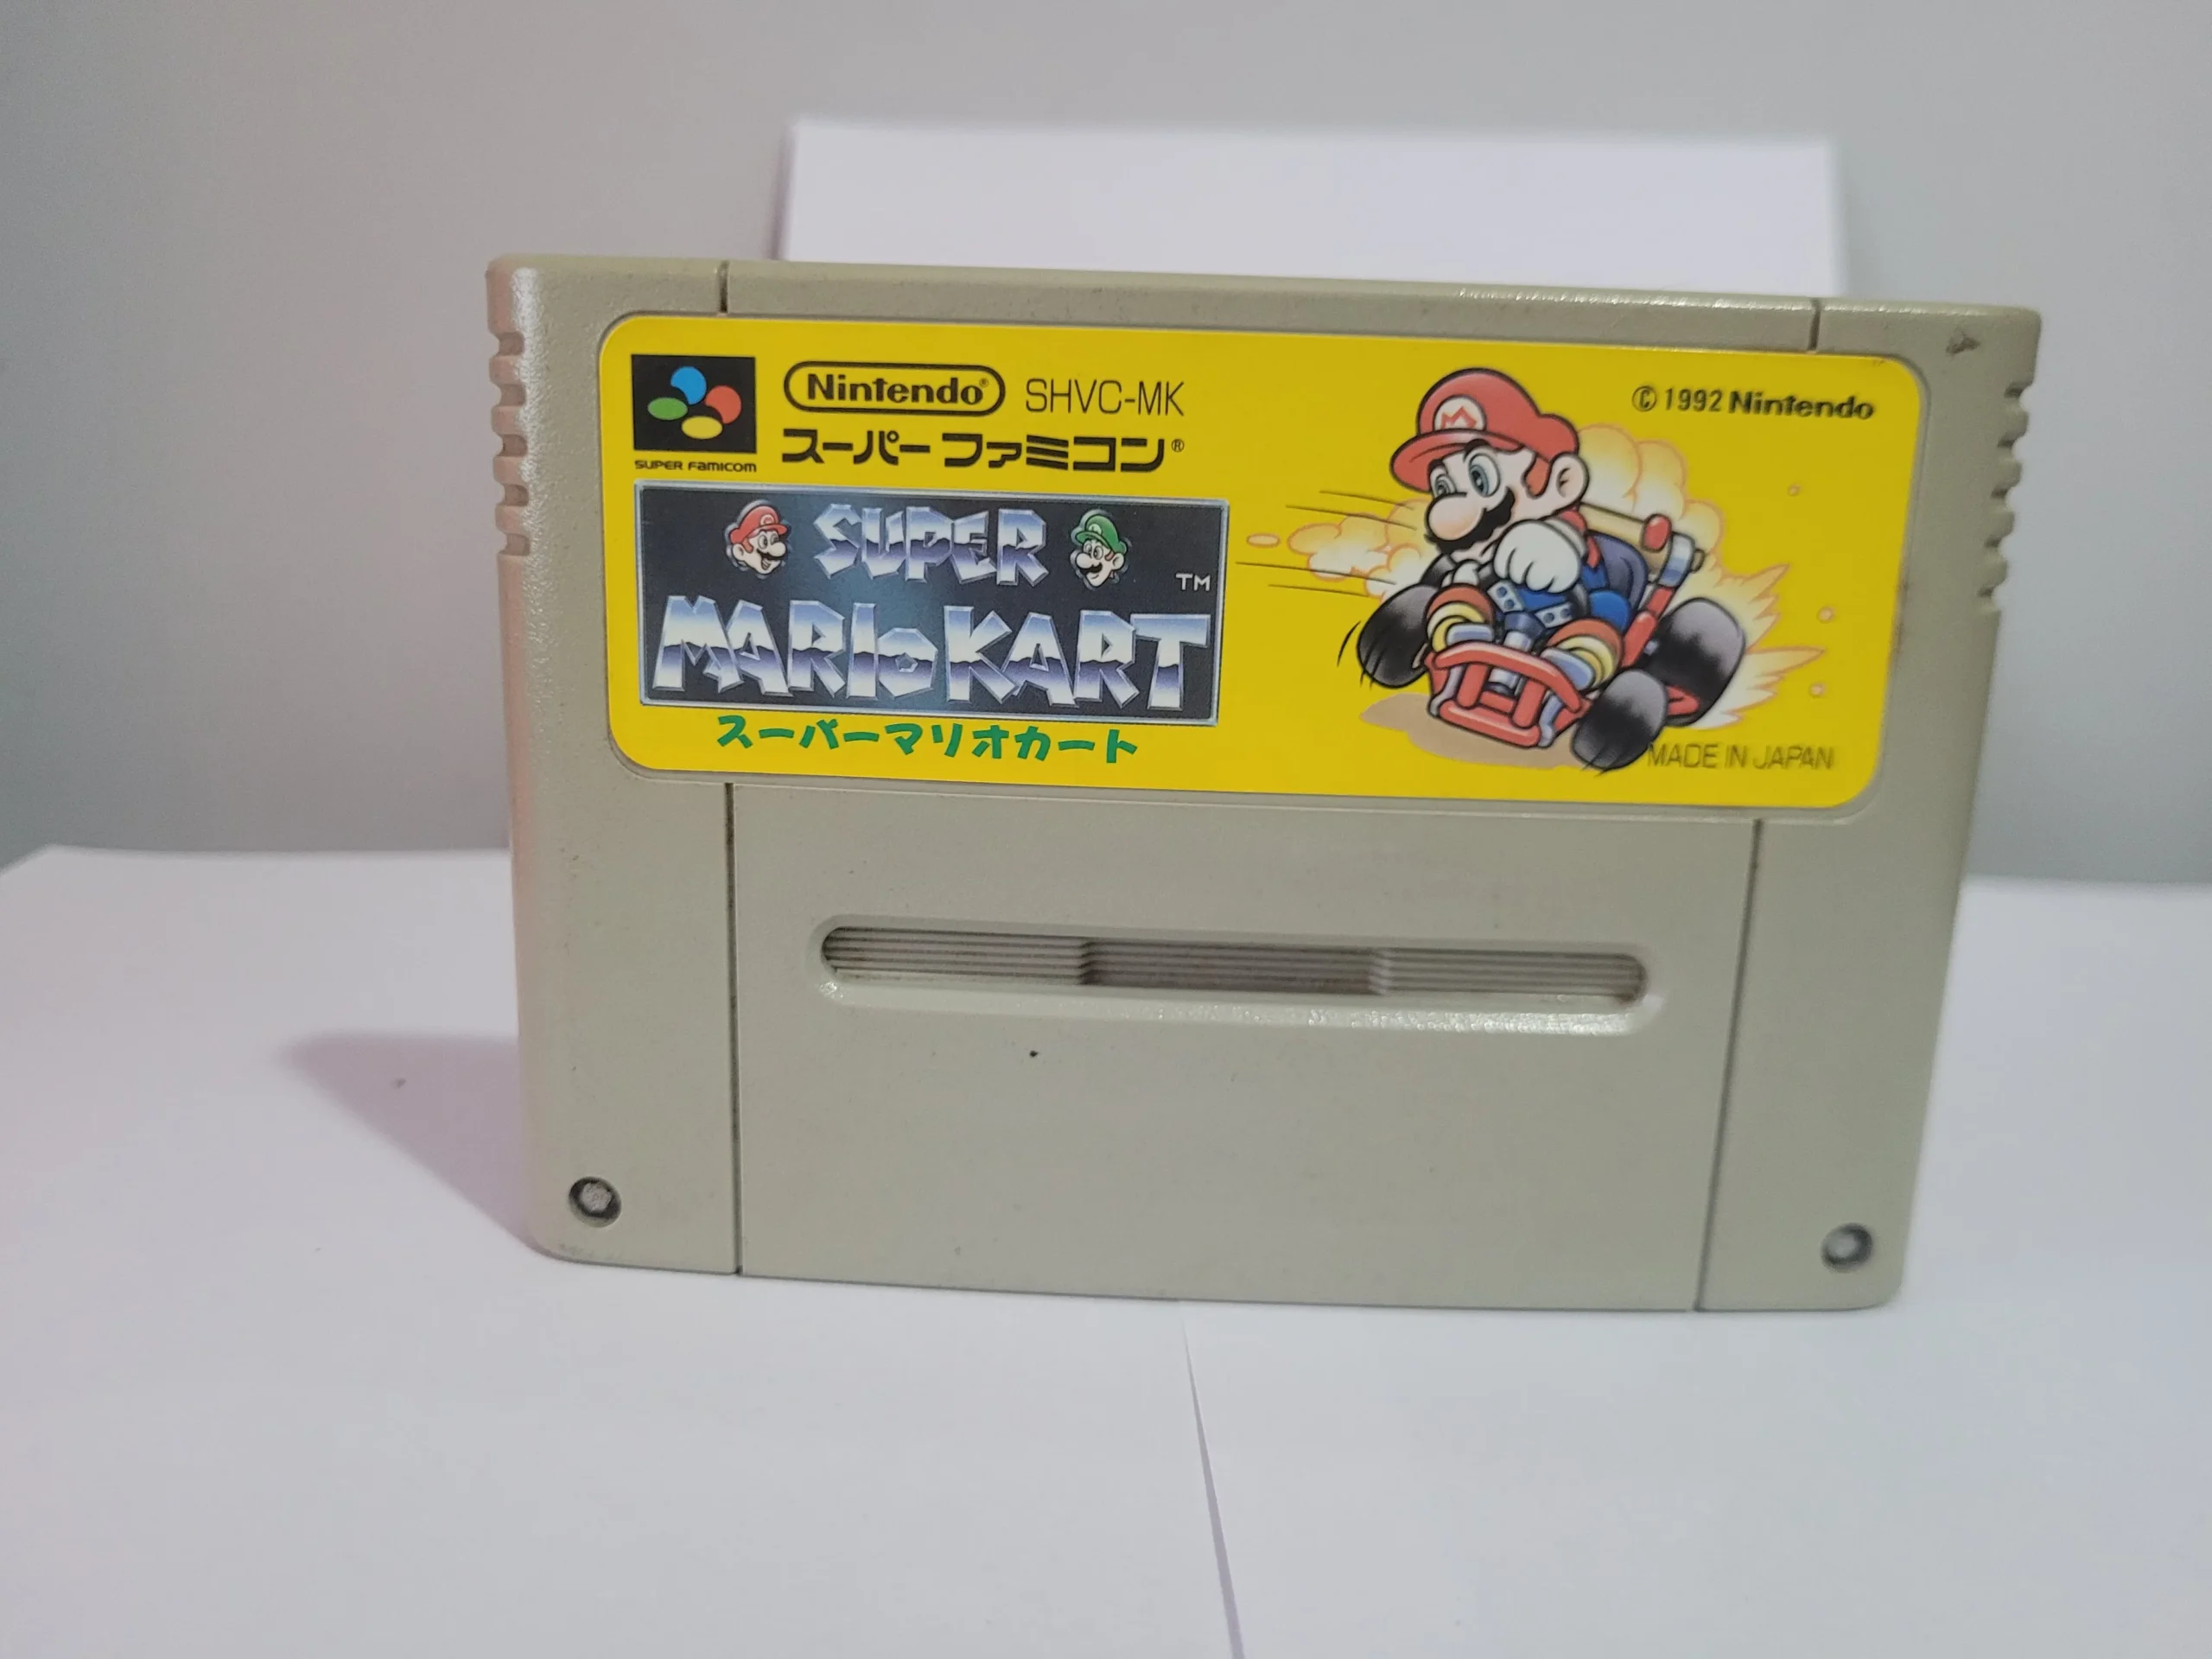 Nintendo® SHVC-MK
© 1992 Nintendo
SUPER FAMICOM
スーパーファミコン®
SUPER
MARIO KART
TM
スーパーマリオカート
MADE IN JAPAN